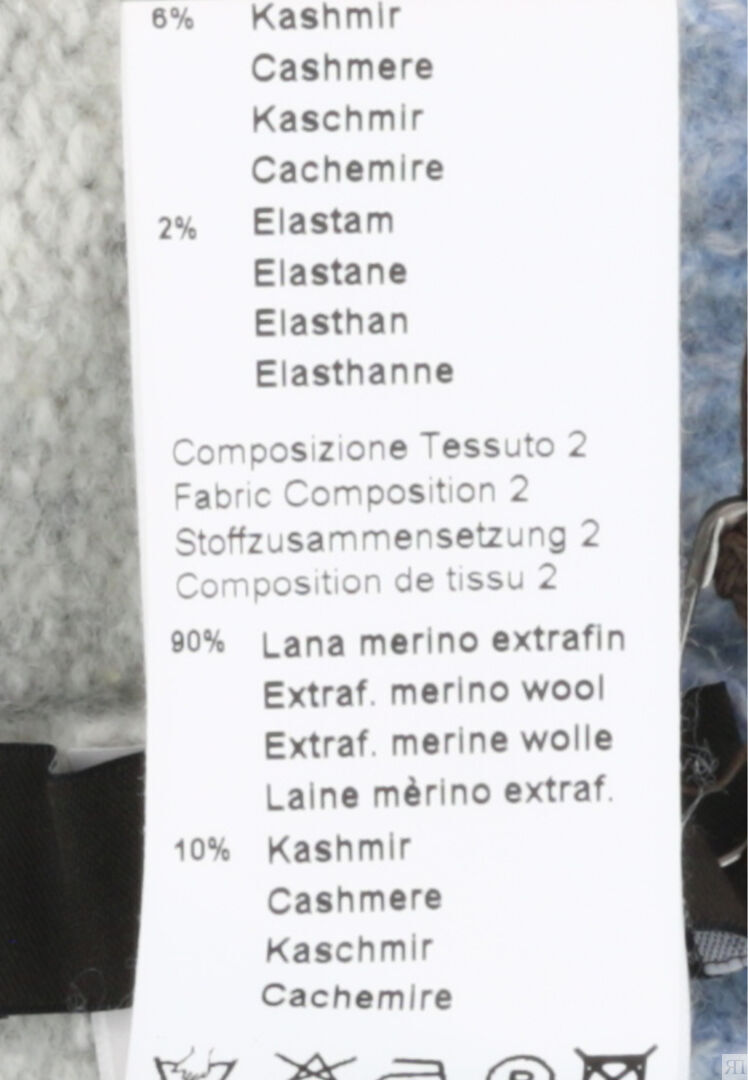 6% Kashmir
Cashmere
Kaschmir
Cachemire
2% Elastam
Elastane
Elasthan
Elasthanne
Composizione Tessuto 2
Fabric Composition 2
Stoffzusammensetzung 2
Composition de tissu 2
90% Lana merino extrafin
Extraf. merino wool
Extraf. merine wolle
Laine mèrino extraf.
10% Kashmir
Cashmere
Kaschmir
Cachemire